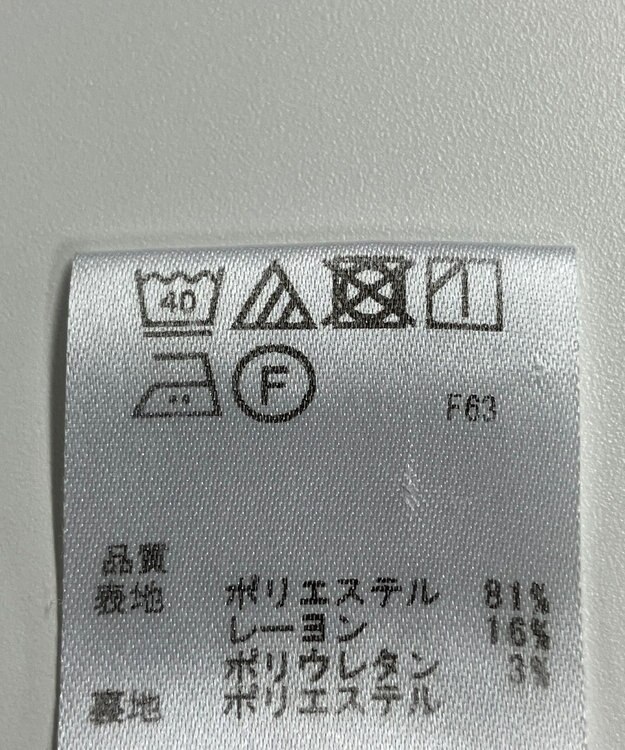 40
F F63
品質
表地 ポリエステル 81%
レーヨン 16%
ポリウレタン 3%
裏地 ポリエステル